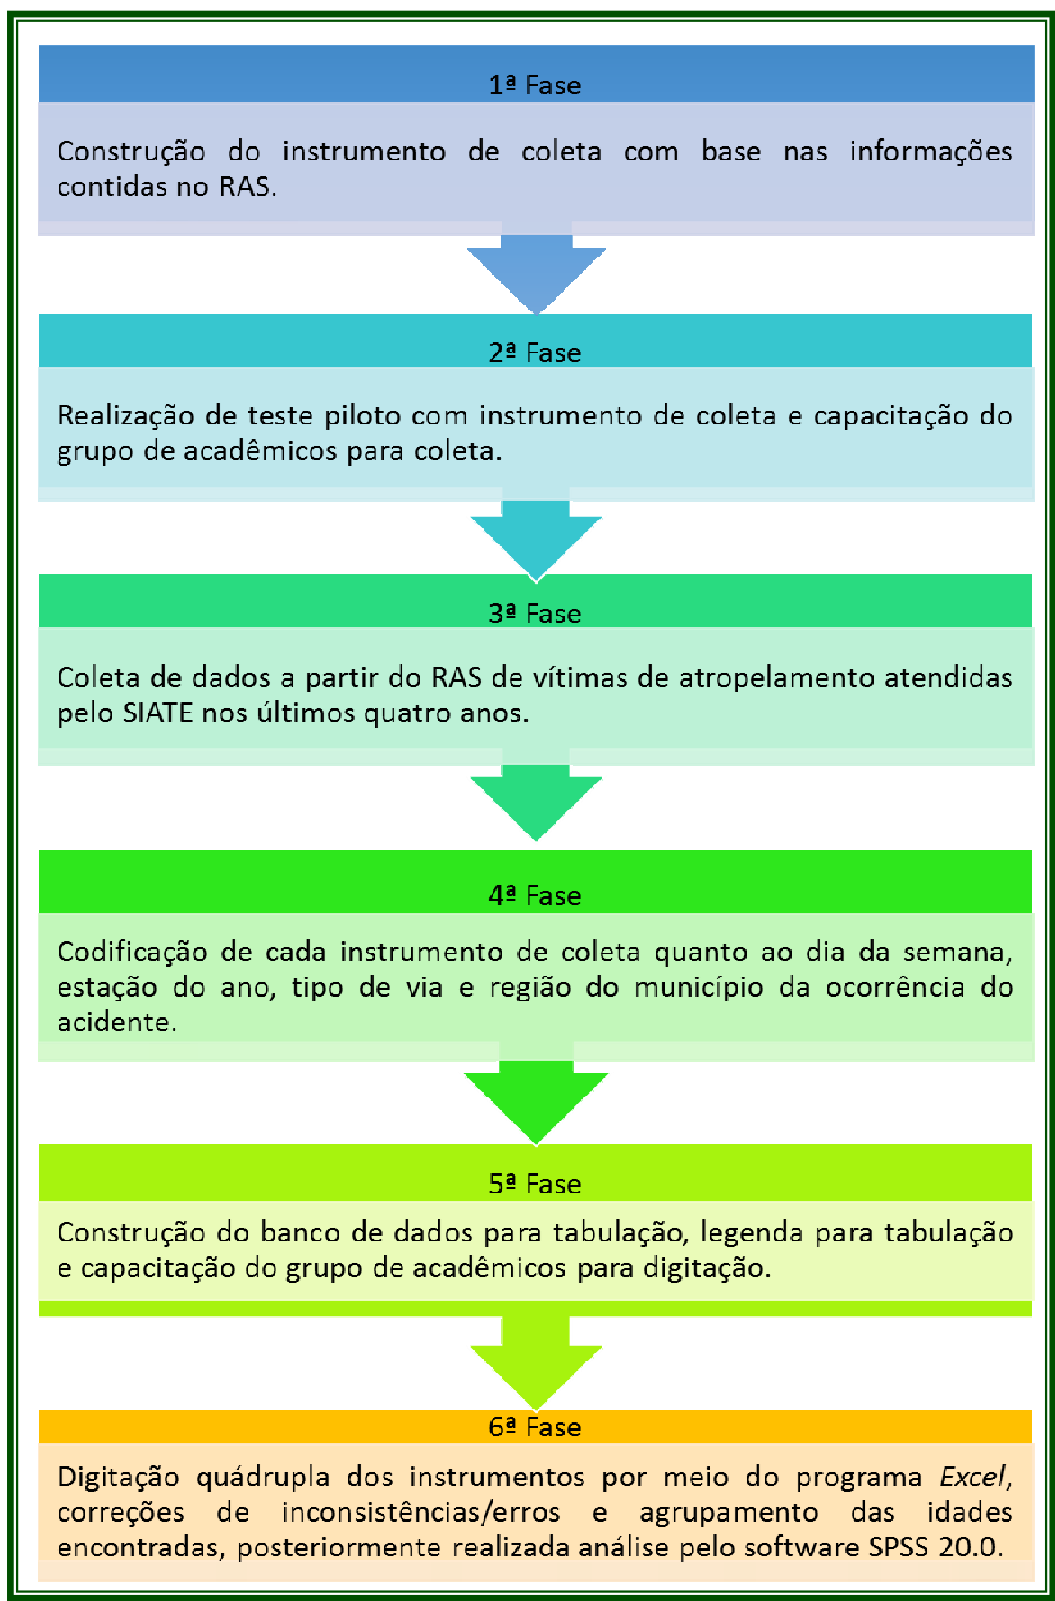 1ª Fase
Construção do instrumento de coleta com base nas informações
contidas no RAS.
2ª Fase
Realização de teste piloto com instrumento de coleta e capacitação do
grupo de acadêmicos para coleta.
3ª Fase
Coleta de dados a partir do RAS de vítimas de atropelamento atendidas
pelo SIATE nos últimos quatro anos.
4ª Fase
Codificação de cada instrumento de coleta quanto ao dia da semana,
estação do ano, tipo de via e região do município da ocorrência do
acidente.
5ª Fase
Construção do banco de dados para tabulação, legenda para tabulação
e capacitação do grupo de acadêmicos para digitação.
6ª Fase
Digitação quádrupla dos instrumentos por meio do programa Excel,
correções de inconsistências/erros e agrupamento das idades
encontradas, posteriormente realizada análise pelo software SPSS 20.0.